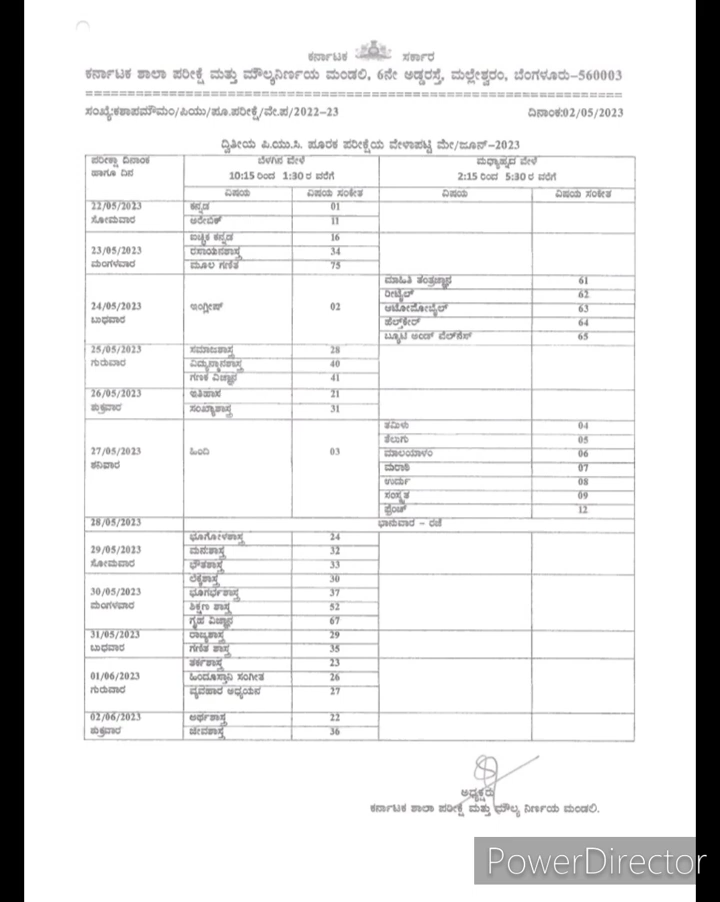 ಕರ್ನಾಟಕ ಸರ್ಕಾರ
ಕರ್ನಾಟಕ ಶಾಲಾ ಪರೀಕ್ಷೆ ಮತ್ತು ಮೌಲ್ಯನಿರ್ಣಯ ಮಂಡಲಿ, 6ನೇ ಅಡ್ಡರಸ್ತೆ, ಮಲ್ಲೇಶ್ವರಂ, ಬೆಂಗಳೂರು-560003
ಸಂಖ್ಯೆ:ಕಶಾಪಮೌಮಂ/ಪಿಯು/ಪೂ.ಪರೀಕ್ಷೆ/ವೇ.ಪ/2022-23 ದಿನಾಂಕ:02/05/2023
ದ್ವಿತೀಯ ಪಿ.ಯು.ಸಿ. ಪೂರಕ ಪರೀಕ್ಷೆಯ ವೇಳಾಪಟ್ಟಿ ಮೇ/ಜೂನ್-2023
ಪರೀಕ್ಷಾ ದಿನಾಂಕ ಬೆಳಗಿನ ವೇಳೆ ಮಧ್ಯಾಹ್ನದ ವೇಳೆ
ಹಾಗೂ ದಿನ 10:15 ರಿಂದ 1:30 ರ ವರೆಗೆ 2:15 ರಿಂದ 5:30 ರ ವರೆಗೆ
ವಿಷಯ ವಿಷಯ ಸಂಕೇತ ವಿಷಯ ವಿಷಯ ಸಂಕೇತ
22/05/2023 ಕನ್ನಡ 01
ಸೋಮವಾರ ಅರೇಬಿಕ್ 11
ಐಚ್ಛಿಕ ಕನ್ನಡ 16
23/05/2023 ರಸಾಯನಶಾಸ್ತ್ರ 34
ಮಂಗಳವಾರ ಮೂಲ ಗಣಿತ 75
ಮಾಹಿತಿ ತಂತ್ರಜ್ಞಾನ 61
ರೀಟೈಲ್ 62
24/05/2023 ಇಂಗ್ಲೀಷ್ 02 ಆಟೋಮೋಬೈಲ್ 63
ಬುಧವಾರ ಹೆಲ್ತ್‌ಕೇರ್ 64
ಬ್ಯೂಟಿ ಅಂಡ್ ವೆಲ್‌ನೆಸ್ 65
25/05/2023 ಸಮಾಜಶಾಸ್ತ್ರ 28
ಗುರುವಾರ ವಿದ್ಯುನ್ಮಾನಶಾಸ್ತ್ರ 40
ಗಣಕ ವಿಜ್ಞಾನ 41
26/05/2023 ಇತಿಹಾಸ 21
ಶುಕ್ರವಾರ ಸಂಖ್ಯಾಶಾಸ್ತ್ರ 31
ತಮಿಳು 04
ತೆಲುಗು 05
27/05/2023 ಹಿಂದಿ 03 ಮಾಲಯಾಳಂ 06
ಶನಿವಾರ ಮರಾಠಿ 07
ಉರ್ದು 08
ಸಂಸ್ಕೃತ 09
ಫ್ರೆಂಚ್ 12
28/05/2023 ಭಾನುವಾರ - ರಜೆ
ಭೂಗೋಳಶಾಸ್ತ್ರ 24
29/05/2023 ಮನಃಶಾಸ್ತ್ರ 32
ಸೋಮವಾರ ಭೌತಶಾಸ್ತ್ರ 33
ಲೆಕ್ಕಶಾಸ್ತ್ರ 30
30/05/2023 ಭೂಗರ್ಭಶಾಸ್ತ್ರ 37
ಮಂಗಳವಾರ ಶಿಕ್ಷಣ ಶಾಸ್ತ್ರ 52
ಗೃಹ ವಿಜ್ಞಾನ 67
31/05/2023 ರಾಜ್ಯಶಾಸ್ತ್ರ 29
ಬುಧವಾರ ಗಣಿತ ಶಾಸ್ತ್ರ 35
ತರ್ಕಶಾಸ್ತ್ರ 23
01/06/2023 ಹಿಂದೂಸ್ತಾನಿ ಸಂಗೀತ 26
ಗುರುವಾರ ವ್ಯವಹಾರ ಅಧ್ಯಯನ 27
02/06/2023 ಅರ್ಥಶಾಸ್ತ್ರ 22
ಶುಕ್ರವಾರ ಜೀವಶಾಸ್ತ್ರ 36
ಅಧ್ಯಕ್ಷರು
ಕರ್ನಾಟಕ ಶಾಲಾ ಪರೀಕ್ಷೆ ಮತ್ತು ಮೌಲ್ಯ ನಿರ್ಣಯ ಮಂಡಲಿ.
PowerDirector